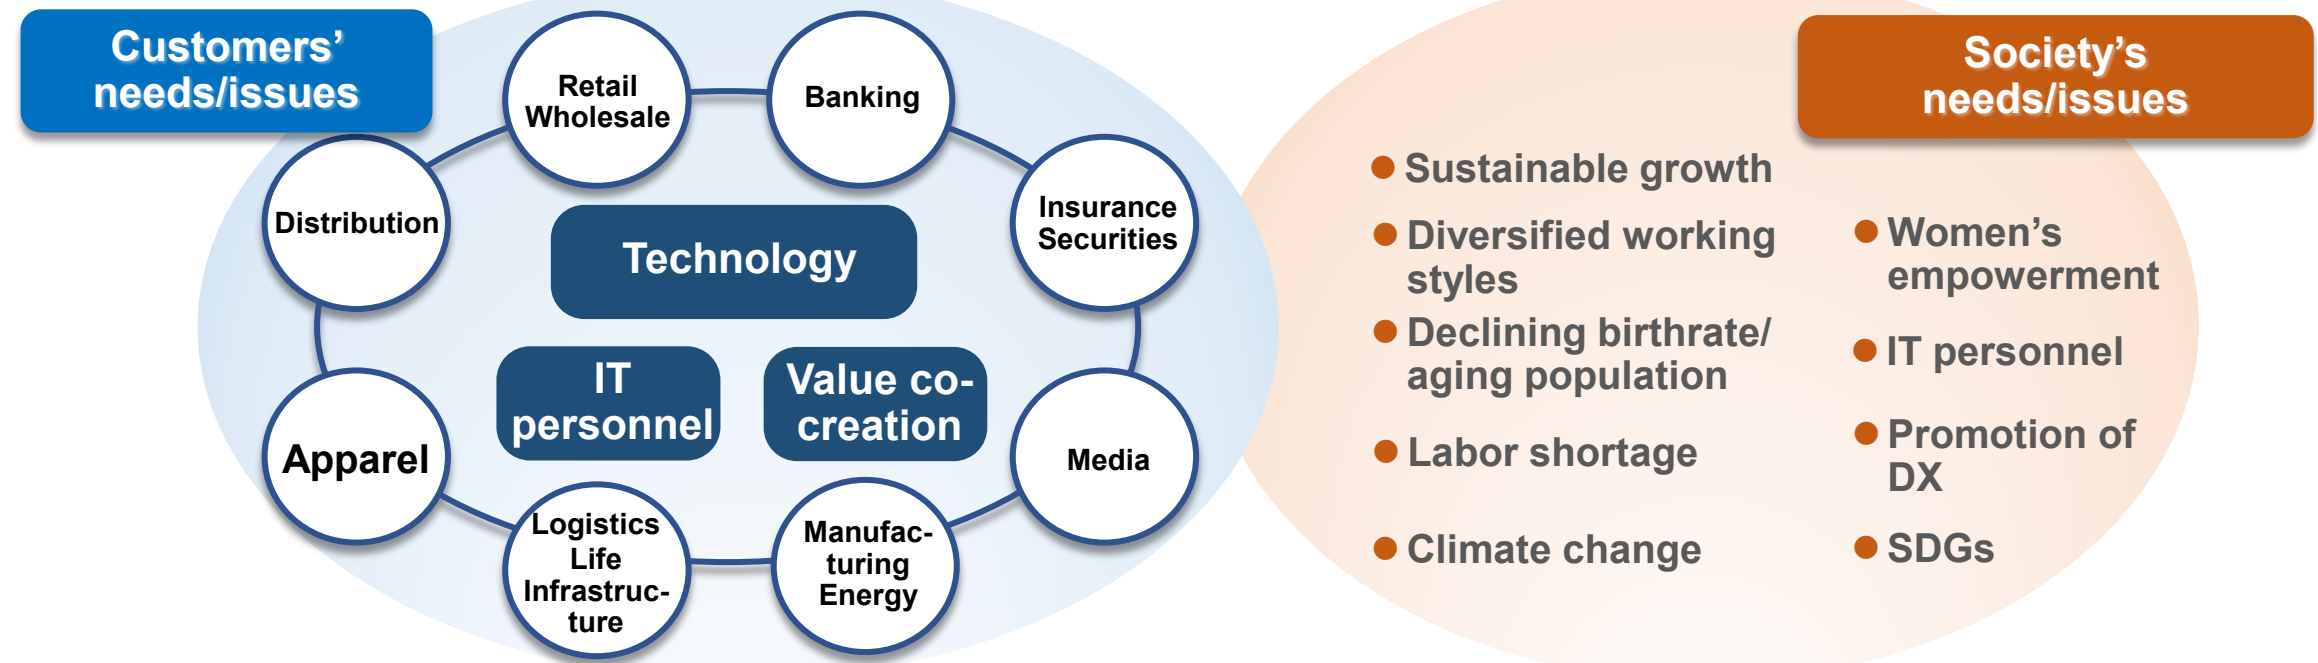 Customers’
needs/issues
Retail
Wholesale
Banking
Insurance
Securities
Distribution
Technology
IT
personnel
Value co-
creation
Apparel
Media
Logistics
Life
Infrastruc-
ture
Manufac-
turing
Energy
Society’s
needs/issues
● Sustainable growth
● Diversified working
styles
● Declining birthrate/
aging population
● Labor shortage
● Climate change
● Women’s
empowerment
● IT personnel
● Promotion of
DX
● SDGs